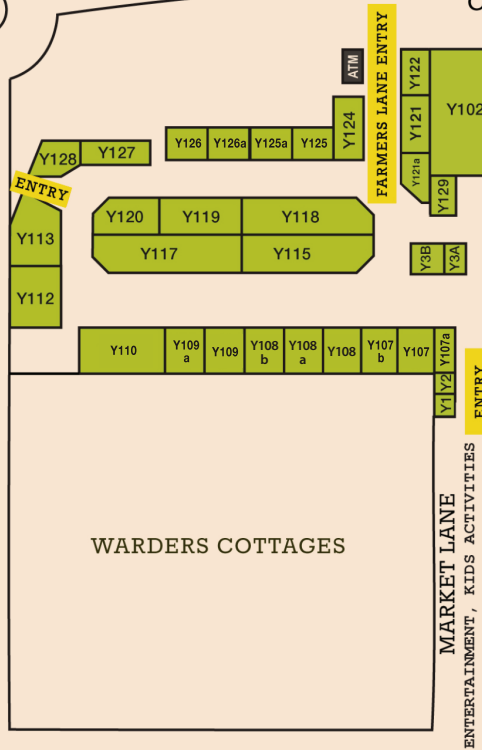 FARMERS LANE ENTRY
ATM
Y122
Y102
Y121
Y124
Y126
Y126a
Y125a
Y125
Y128
Y127
Y121a
Y129
ENTRY
Y120
Y119
Y118
Y113
Y117
Y115
Y3B
Y3A
Y112
Y110
Y109
a
Y109
Y108
b
Y108
a
Y108
Y107
b
Y107
Y107a
Y1
Y2
ENTRY
WARDERS COTTAGES
MARKET LANE
ENTERTAINMENT, KIDS ACTIVITIES